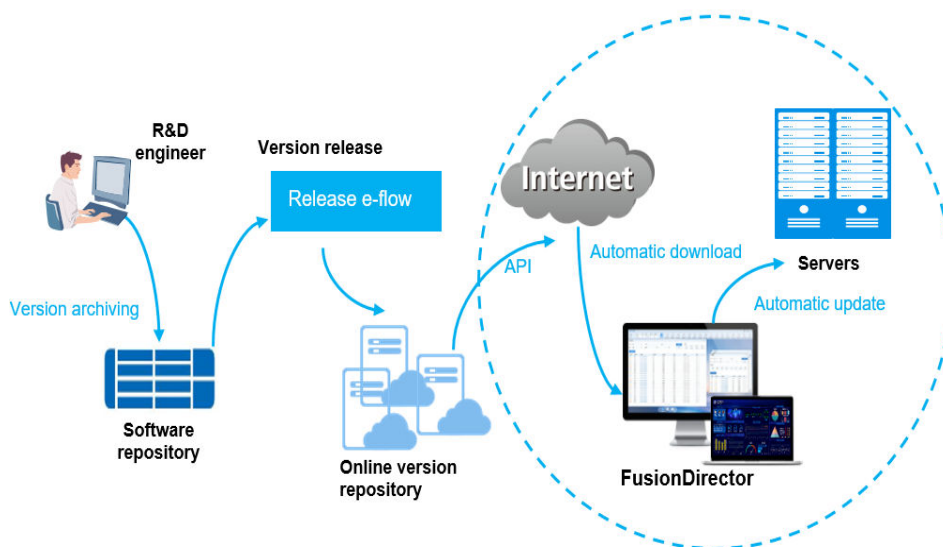 R&D
engineer
Version archiving
Software
repository
Version release
Release e-flow
Online version
repository
API
Internet
Automatic download
FusionDirector
Automatic update
Servers